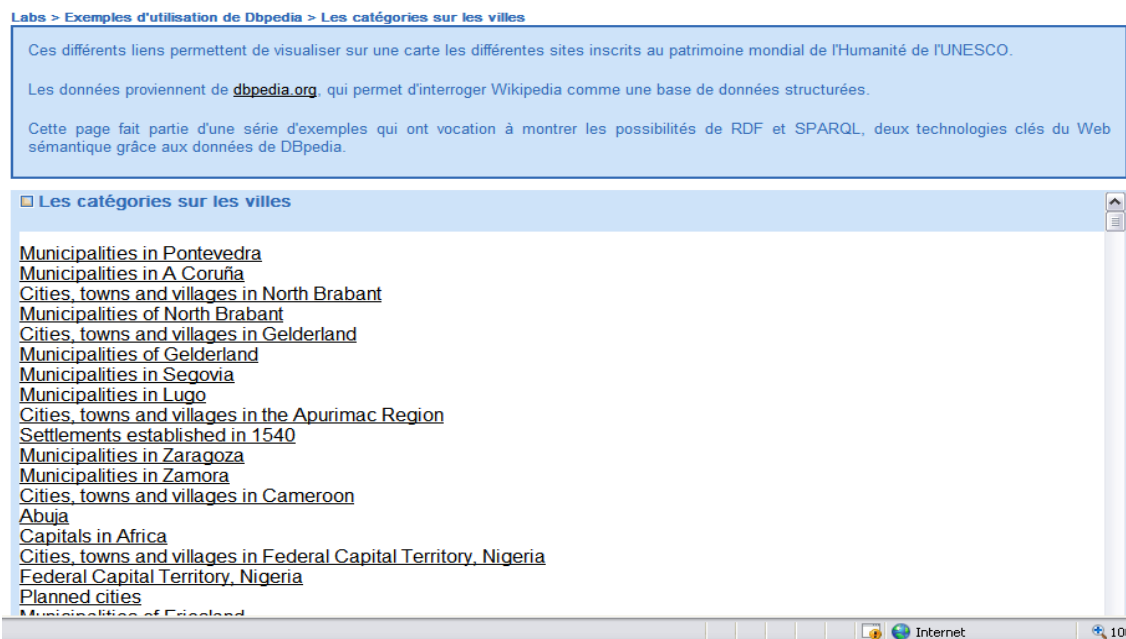 Labs > Exemples d'utilisation de Dbpedia > Les catégories sur les villes
Ces différents liens permettent de visualiser sur une carte les différentes sites inscrits au patrimoine mondial de l'Humanité de l'UNESCO.
Les données proviennent de dbpedia.org, qui permet d'interroger Wikipedia comme une base de données structurées.
Cette page fait partie d'une série d'exemples qui ont vocation à montrer les possibilités de RDF et SPARQL, deux technologies clés du Web
sémantique grâce aux données de DBpedia.
Les catégories sur les villes
Municipalities in Pontevedra
Municipalities in A Coruña
Cities, towns and villages in North Brabant
Municipalities of North Brabant
Cities, towns and villages in Gelderland
Municipalities of Gelderland
Municipalities in Segovia
Municipalities in Lugo
Cities, towns and villages in the Apurimac Region
Settlements established in 1540
Municipalities in Zaragoza
Municipalities in Zamora
Cities, towns and villages in Cameroon
Abuja
Capitals in Africa
Cities, towns and villages in Federal Capital Territory, Nigeria
Federal Capital Territory, Nigeria
Planned cities
Municipalities of Friesland
Internet
10